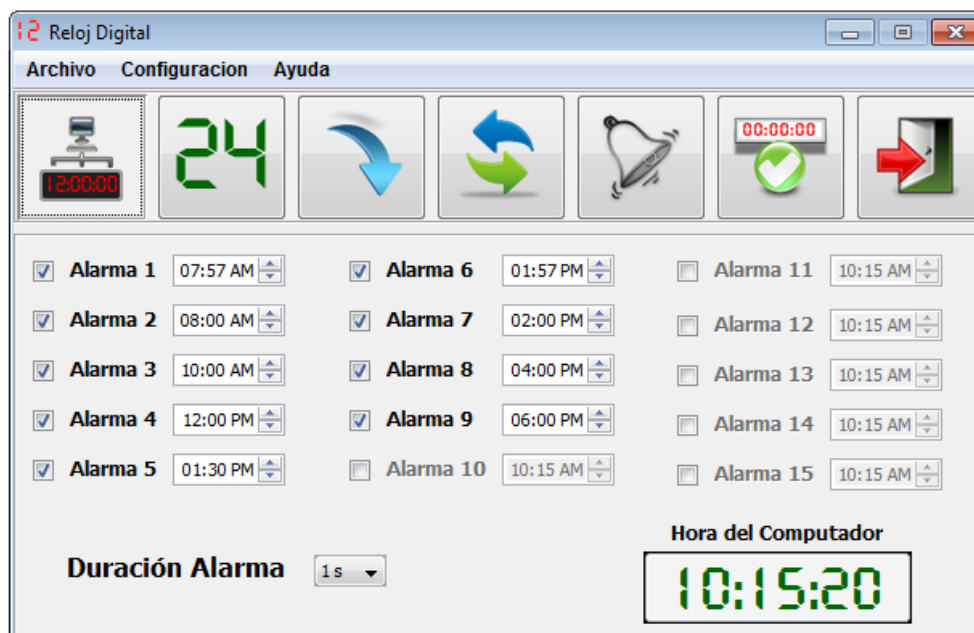 12 Reloj Digital
Archivo Configuracion Ayuda
12:00:00 24 00:00:00
Alarma 1 07:57 AM Alarma 6 01:57 PM Alarma 11 10:15 AM
Alarma 2 08:00 AM Alarma 7 02:00 PM Alarma 12 10:15 AM
Alarma 3 10:00 AM Alarma 8 04:00 PM Alarma 13 10:15 AM
Alarma 4 12:00 PM Alarma 9 06:00 PM Alarma 14 10:15 AM
Alarma 5 01:30 PM Alarma 10 10:15 AM Alarma 15 10:15 AM
Hora del Computador
Duración Alarma 1 s 10:15:20